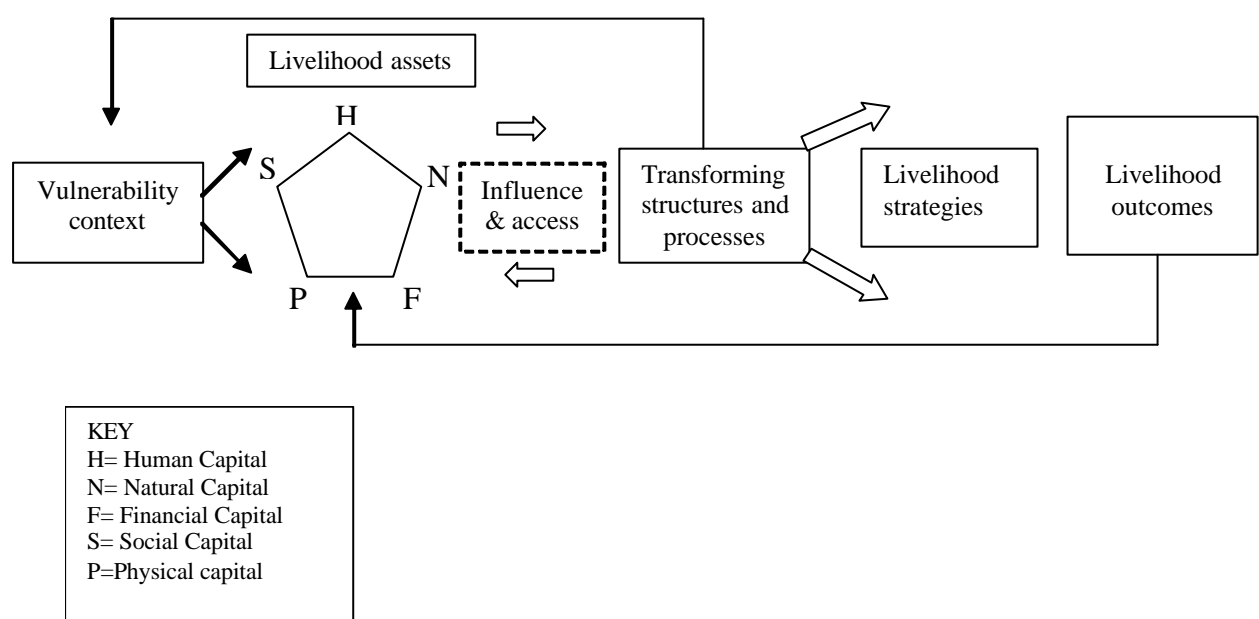 Livelihood assets
H
S
N
P
F
Vulnerability
context
Influence
& access
Transforming
structures and
processes
Livelihood
strategies
Livelihood
outcomes
KEY
H= Human Capital
N= Natural Capital
F= Financial Capital
S= Social Capital
P=Physical capital